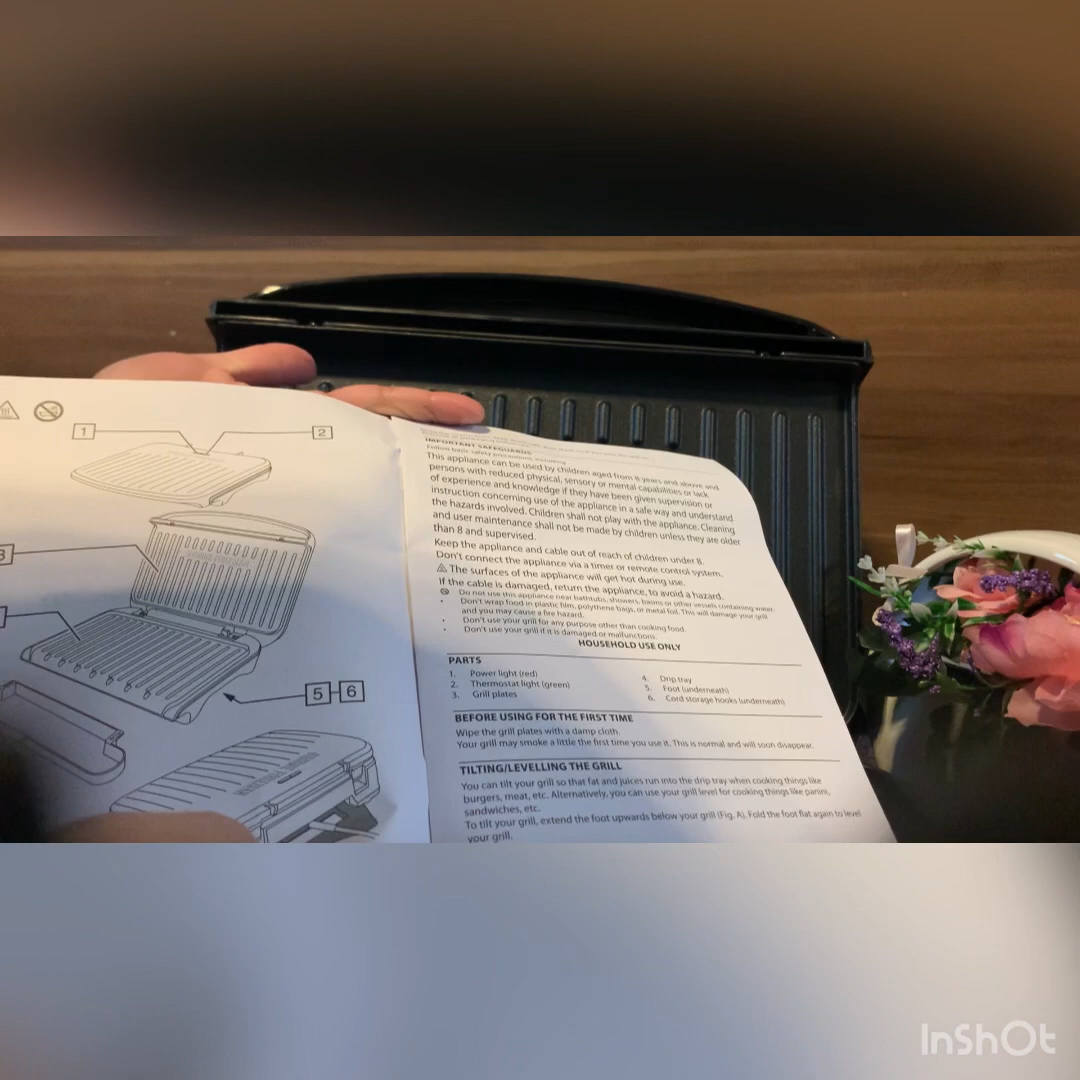 1
2
3
5 6
IMPORTANT SAFEGUARDS
Follow basic safety precautions, including:
This appliance can be used by children aged from 8 years and above and
persons with reduced physical, sensory or mental capabilities or lack
of experience and knowledge if they have been given supervision or
instruction concerning use of the appliance in a safe way and understand
the hazards involved. Children shall not play with the appliance. Cleaning
and user maintenance shall not be made by children unless they are older
than 8 and supervised.
Keep the appliance and cable out of reach of children under 8.
Don't connect the appliance via a timer or remote control system.
The surfaces of the appliance will get hot during use.
If the cable is damaged, return the appliance, to avoid a hazard.
Do not use this appliance near bathtubs, showers, basins or other vessels containing water.
• Don't wrap food in plastic film, polythene bags, or metal foil. This will damage your grill
and you may cause a fire hazard.
• Don't use your grill for any purpose other than cooking food.
• Don't use your grill if it is damaged or malfunctions.
HOUSEHOLD USE ONLY
PARTS
1. Power light (red)
2. Thermostat light (green)
3. Grill plates
4. Drip tray
5. Foot (underneath)
6. Cord storage hooks (underneath)
BEFORE USING FOR THE FIRST TIME
Wipe the grill plates with a damp cloth.
Your grill may smoke a little the first time you use it. This is normal and will soon disappear.
TILTING/LEVELLING THE GRILL
You can tilt your grill so that fat and juices run into the drip tray when cooking things like
burgers, meat, etc. Alternatively, you can use your grill level for cooking things like panini,
sandwiches, etc.
To tilt your grill, extend the foot upwards below your grill (Fig. A). Fold the foot flat again to level
your grill.
InShOt